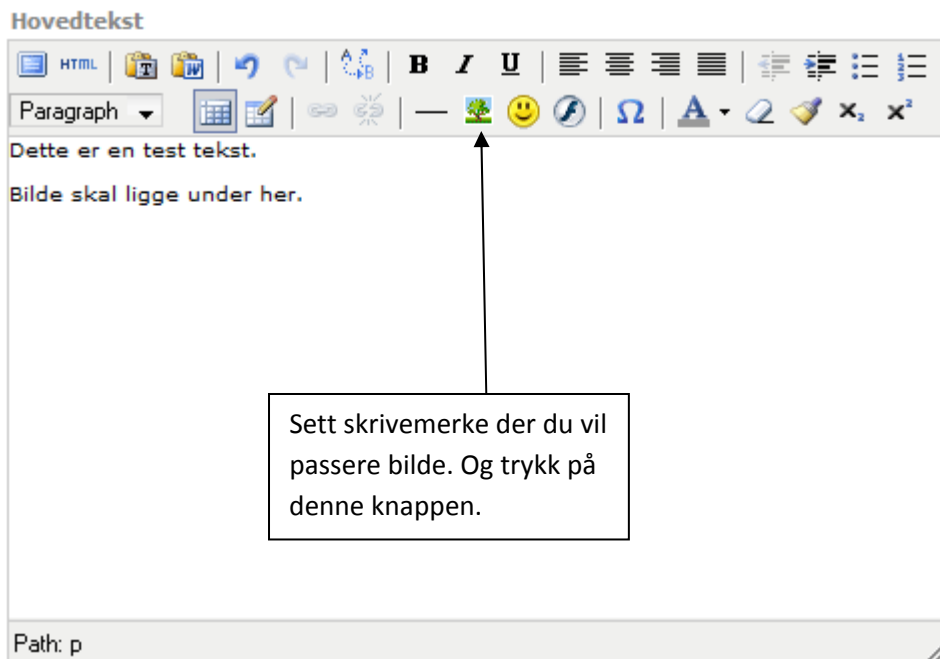 Hovedtekst
HTML T W A B B I U
Paragraph Ω A x₂ x²
Dette er en test tekst.
Bilde skal ligge under her.
Sett skrivemerke der du vil
passere bilde. Og trykk på
denne knappen.
Path: p